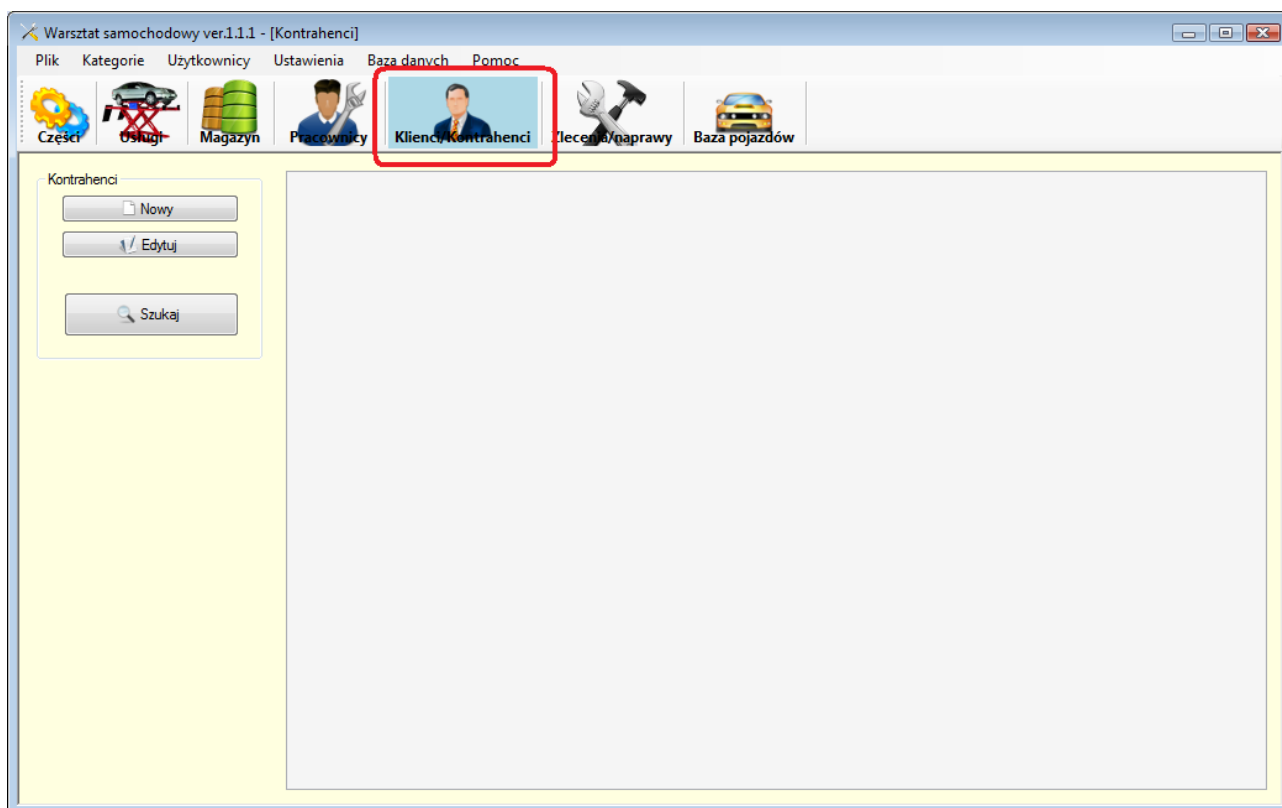 Warsztat samochodowy ver.1.1.1 - [Kontrahenci]
Plik Kategorie Użytkownicy Ustawienia Baza danych Pomoc
Części Usługi Magazyn Pracownicy Klienci/Kontrahenci Zlecenia/naprawy Baza pojazdów
Kontrahenci
Nowy
Edytuj
Szukaj